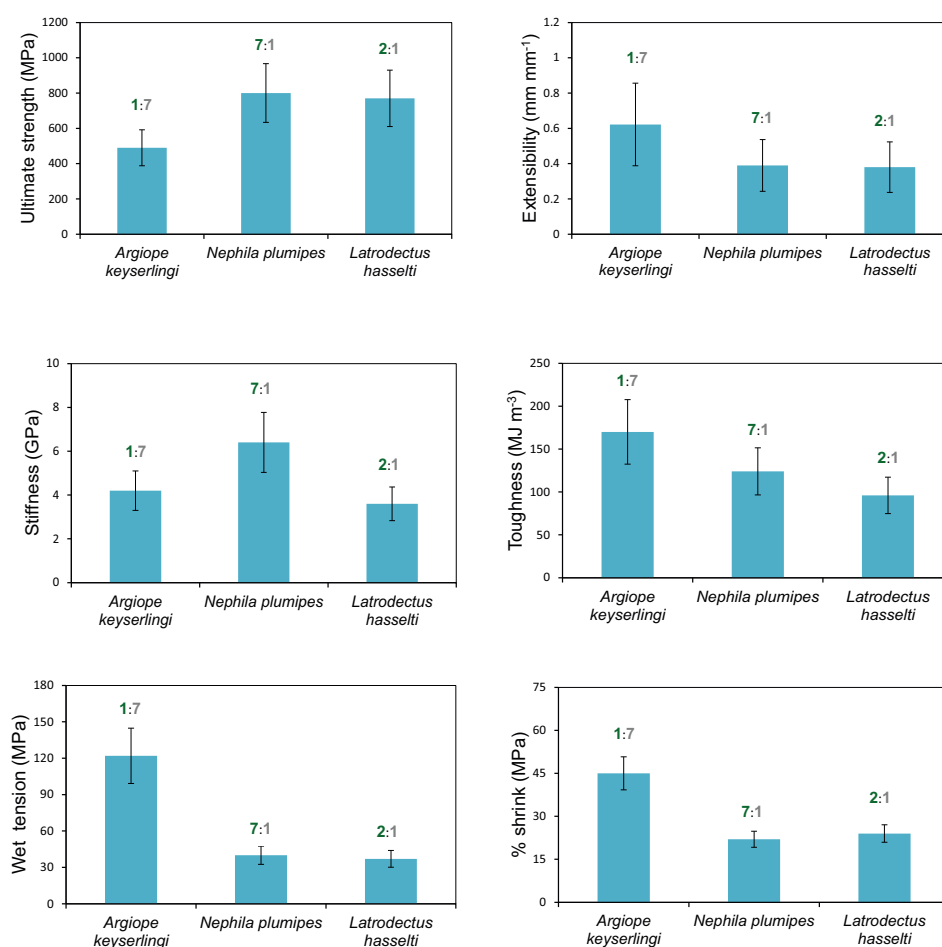 Ultimate strength (MPa)
1200
1000
800
600
400
200
0
1:7
7:1
2:1
Argiope
keyserlingi
Nephila plumipes
Latrodectus
hasselti
Extensibility (mm mm⁻¹)
1.2
1
0.8
0.6
0.4
0.2
0
1:7
7:1
2:1
Argiope
keyserlingi
Nephila plumipes
Latrodectus
hasselti
Stiffness (GPa)
10
8
6
4
2
0
1:7
7:1
2:1
Argiope
keyserlingi
Nephila plumipes
Latrodectus
hasselti
Toughness (MJ m⁻³)
250
200
150
100
50
0
1:7
7:1
2:1
Argiope
keyserlingi
Nephila plumipes
Latrodectus
hasselti
Wet tension (MPa)
180
150
120
90
60
30
0
1:7
7:1
2:1
Argiope
keyserlingi
Nephila plumipes
Latrodectus
hasselti
% shrink (MPa)
75
60
45
30
15
0
1:7
7:1
2:1
Argiope
keyserlingi
Nephila plumipes
Latrodectus
hasselti